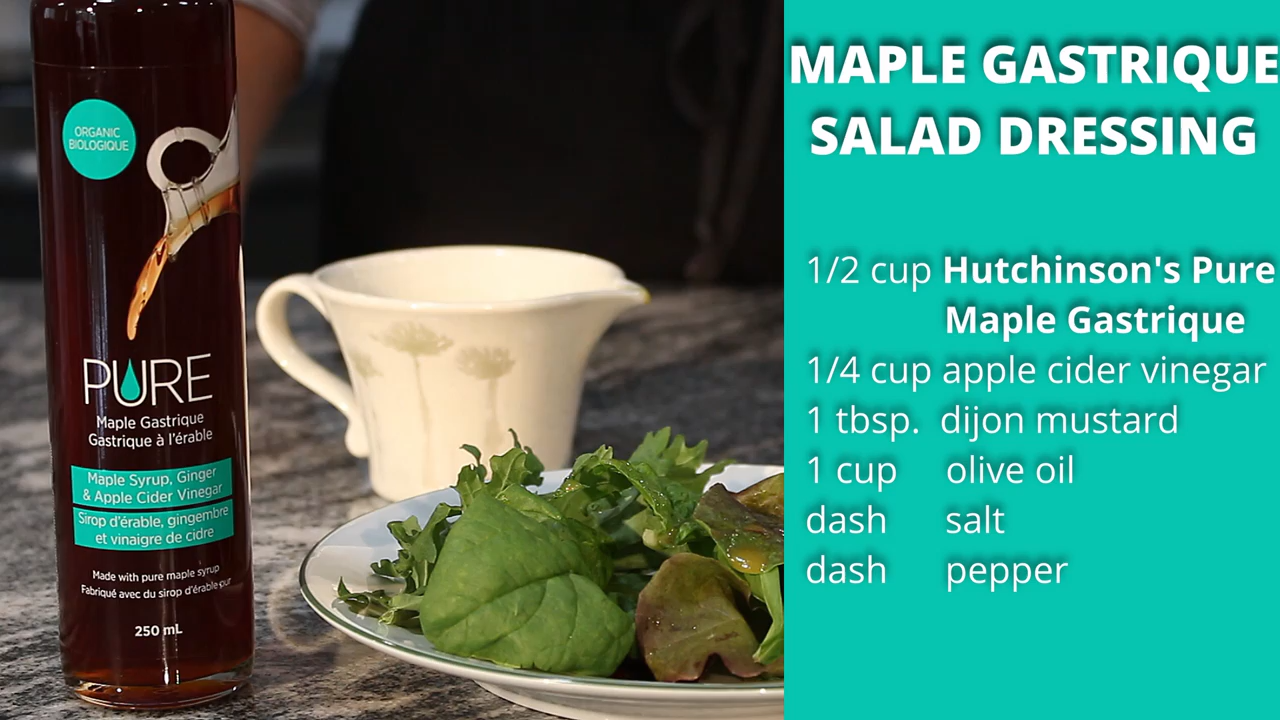 ORGANIC
BIOLOGIQUE
PURE
Maple Gastrique
Gastrique à l'érable
Maple Syrup, Ginger
& Apple Cider Vinegar
Sirop d'érable, gingembre
et vinaigre de cidre
Made with pure maple syrup
Fabriqué avec du sirop d'érable pur
250 mL
MAPLE GASTRIQUE
SALAD DRESSING
1/2 cup Hutchinson's Pure
Maple Gastrique
1/4 cup apple cider vinegar
1 tbsp. dijon mustard
1 cup olive oil
dash salt
dash pepper